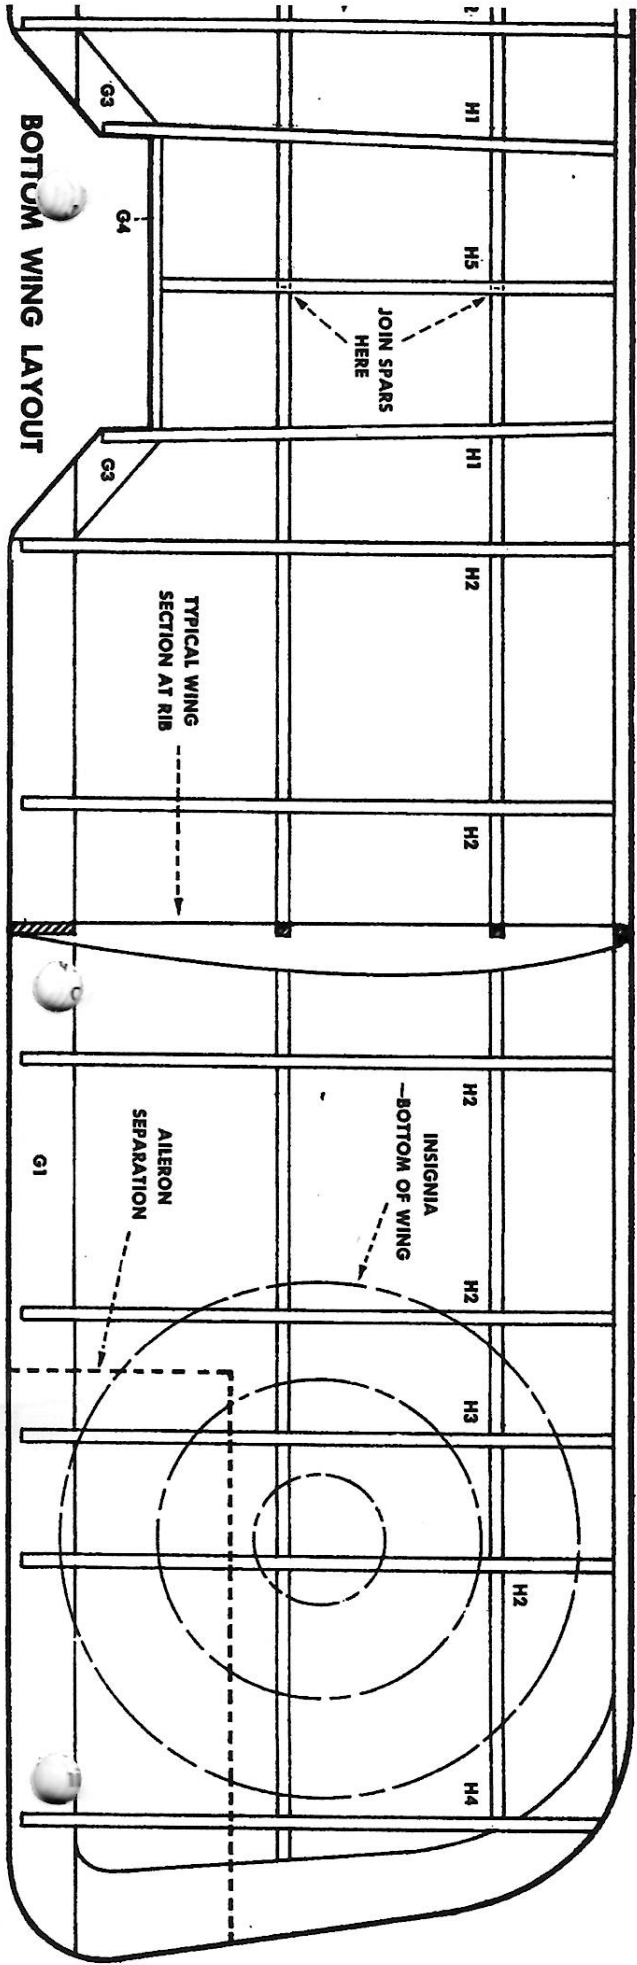 BOTTOM WING LAYOUT
G3
H1
G4
H5
JOIN SPARS
HERE
G3
H1
H2
TYPICAL WING
SECTION AT RIB
H2
H2
G1
AILERON
SEPARATION
INSIGNIA
—BOTTOM OF WING
H2
H3
H2
H4